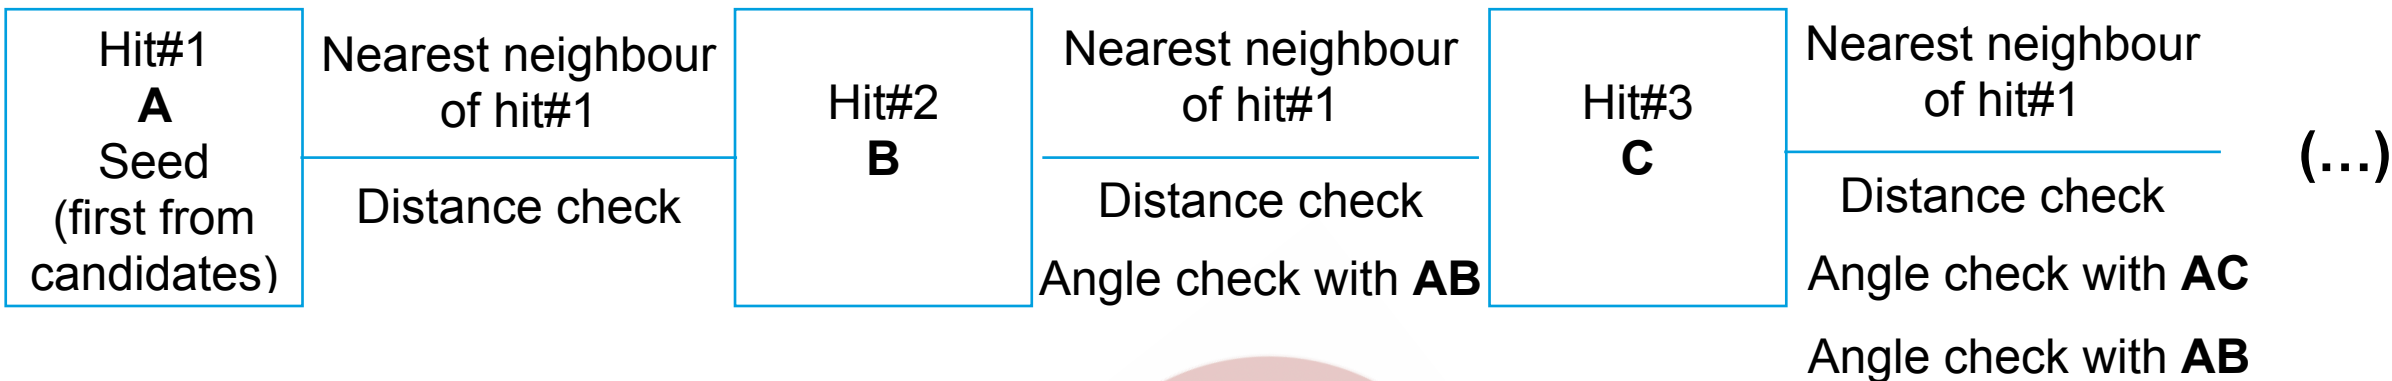 Hit#1
A
Seed
(first from
candidates)
Nearest neighbour
of hit#1
Distance check
Hit#2
B
Nearest neighbour
of hit#1
Distance check
Angle check with AB
Hit#3
C
Nearest neighbour
of hit#1
Distance check
Angle check with AC
Angle check with AB
(...)